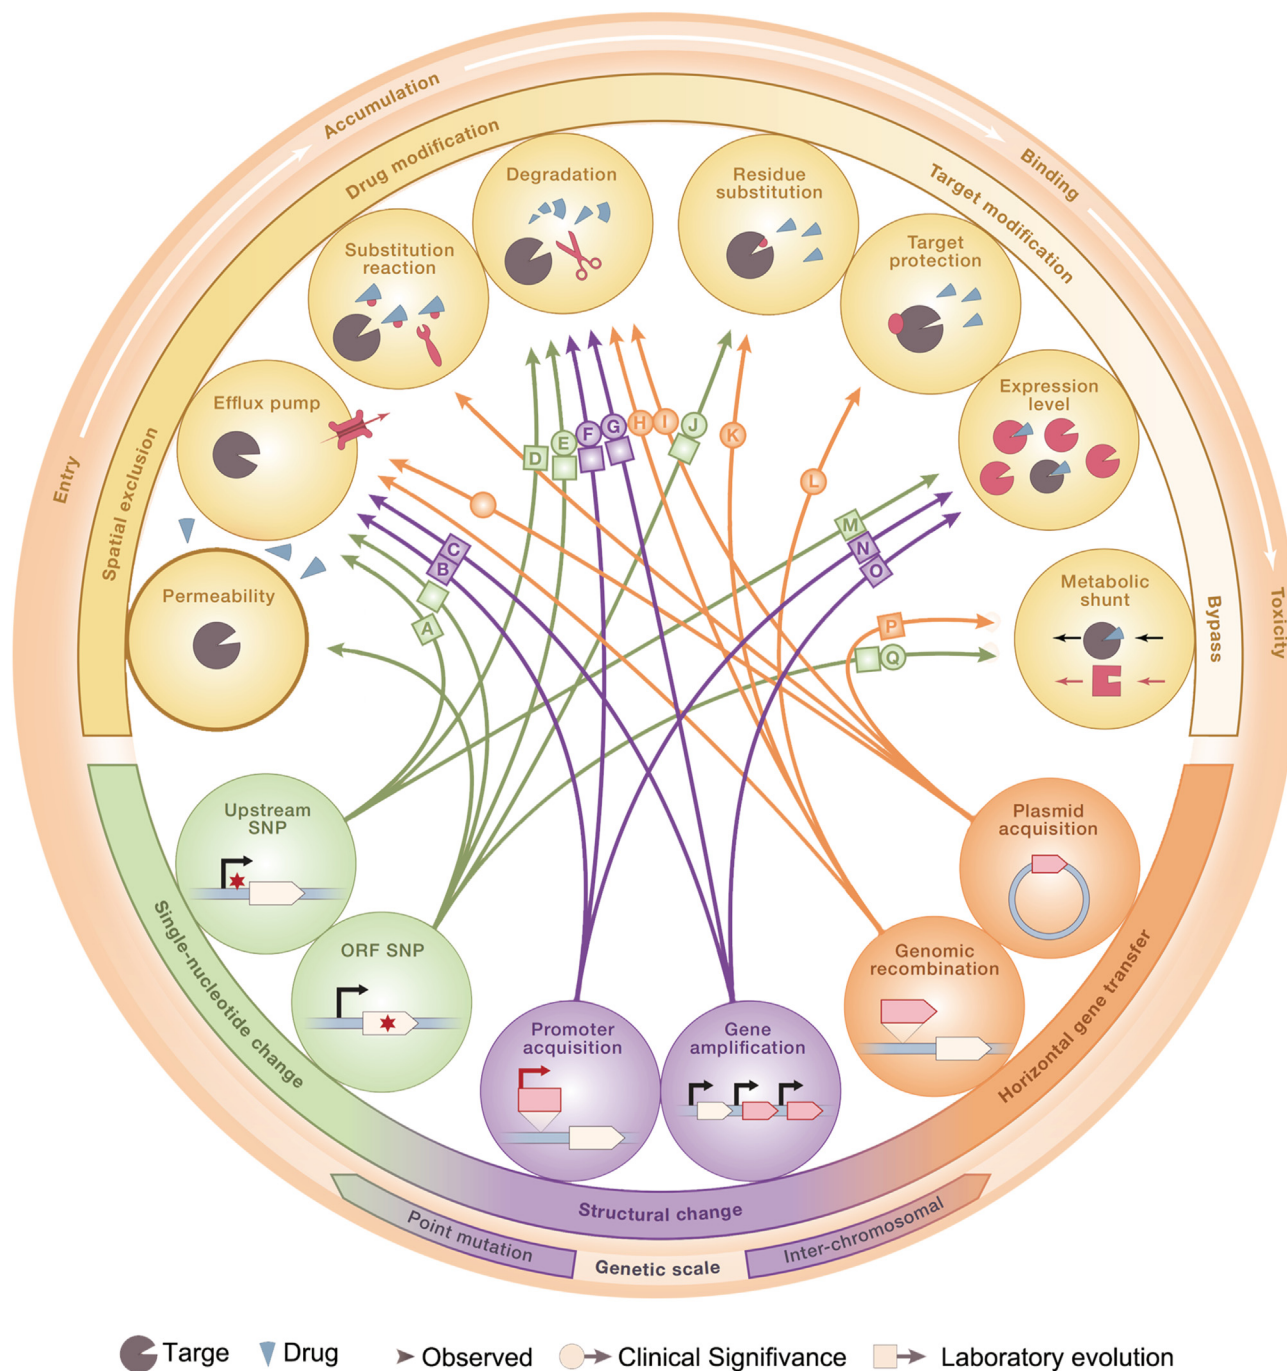 Accumulation
Binding
Entry
Toxicity
Drug modification
Target modification
Spatial exclusion
Bypass
Degradation
Residue
substitution
Substitution
reaction
Target
protection
Efflux pump
Expression
level
Permeability
Metabolic
shunt
D
E
F
G
H
I
J
K
L
M
N
O
C
B
A
P
Q
Upstream
SNP
Plasmid
acquisition
ORF SNP
Genomic
recombination
Promoter
acquisition
Gene
amplification
Single-nucleotide change
Horizontal gene transfer
Structural change
Point mutation
Genetic scale
Inter-chromosomal
Targe
Drug
Observed
Clinical Signifivance
Laboratory evolution